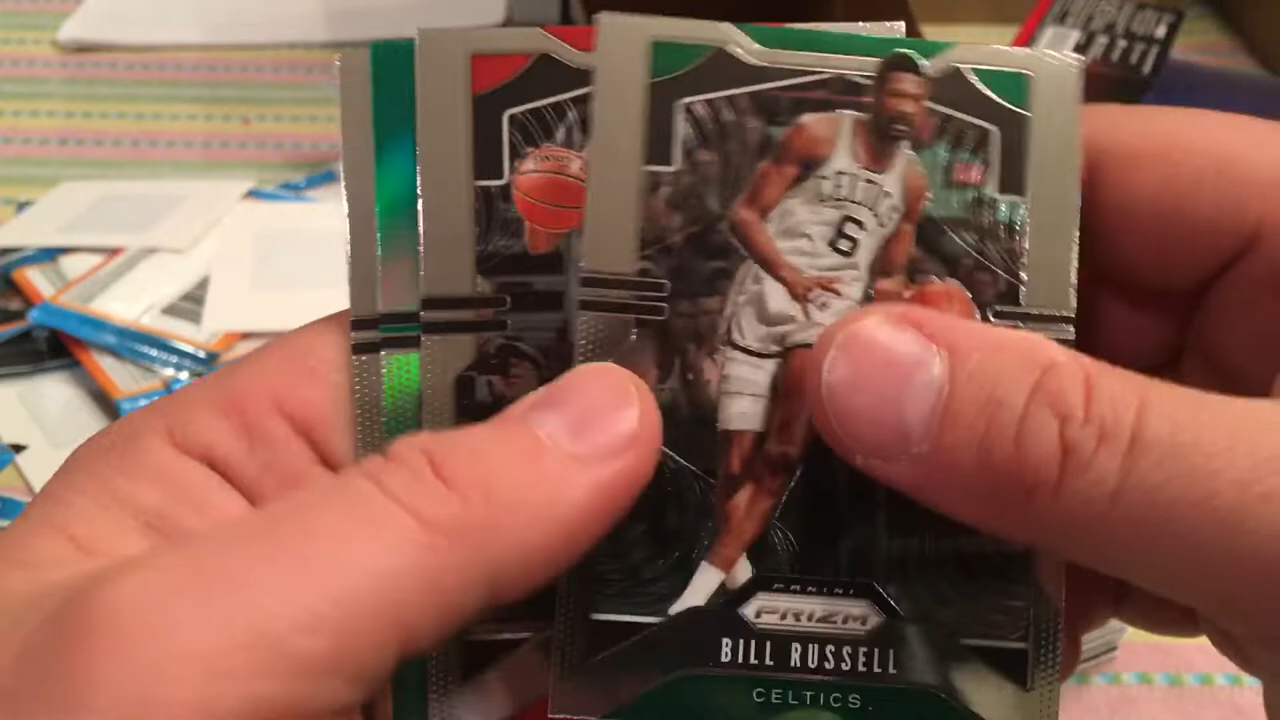 CELTICS
6
PANINI
PRIZM
BILL RUSSELL
CELTICS.